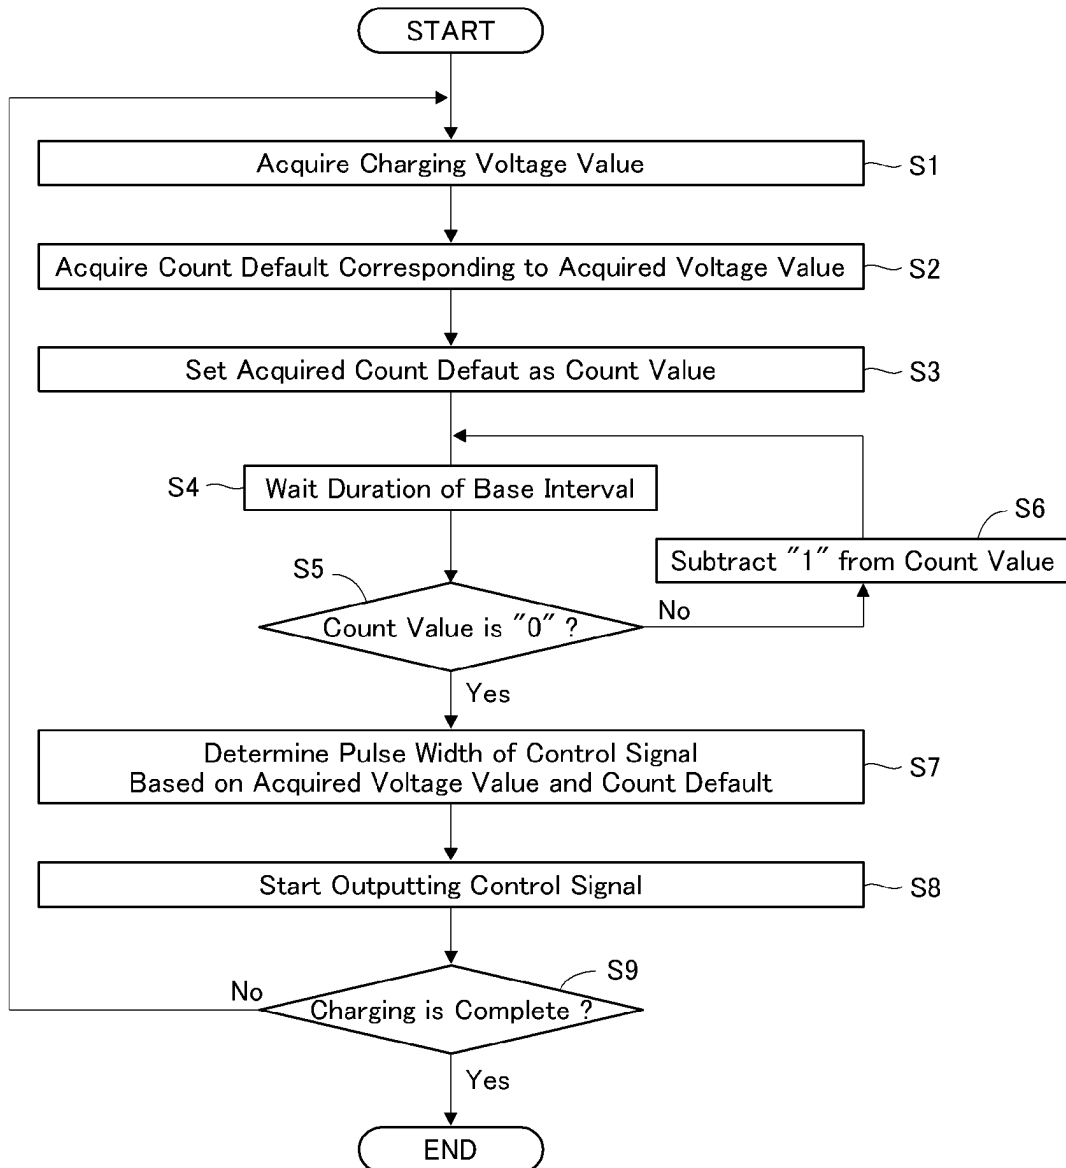 START
Acquire Charging Voltage Value
S1
Acquire Count Default Corresponding to Acquired Voltage Value
S2
Set Acquired Count Defaut as Count Value
S3
S4
Wait Duration of Base Interval
S6
Subtract "1" from Count Value
S5
Count Value is "0" ?
No
Yes
Determine Pulse Width of Control Signal
Based on Acquired Voltage Value and Count Default
S7
Start Outputting Control Signal
S8
S9
No
Charging is Complete ?
Yes
END